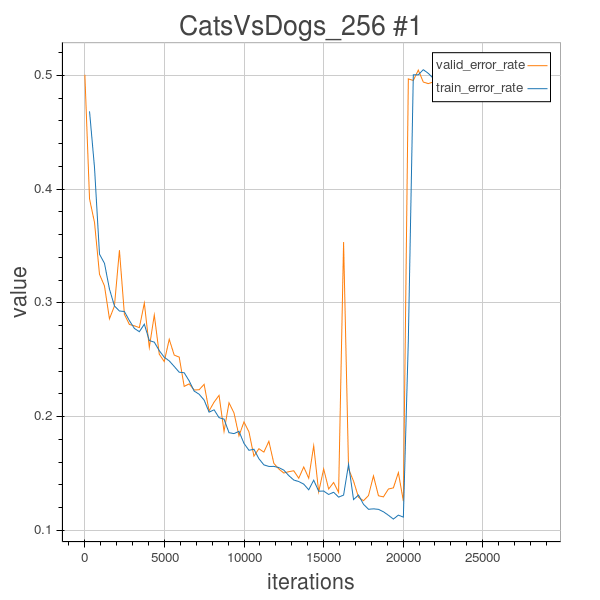 CatsVsDogs_256 #1
valid_error_rate
train_error_rate
0.5
0.4
0.3
0.2
0.1
value
0
5000
10000
15000
20000
25000
iterations